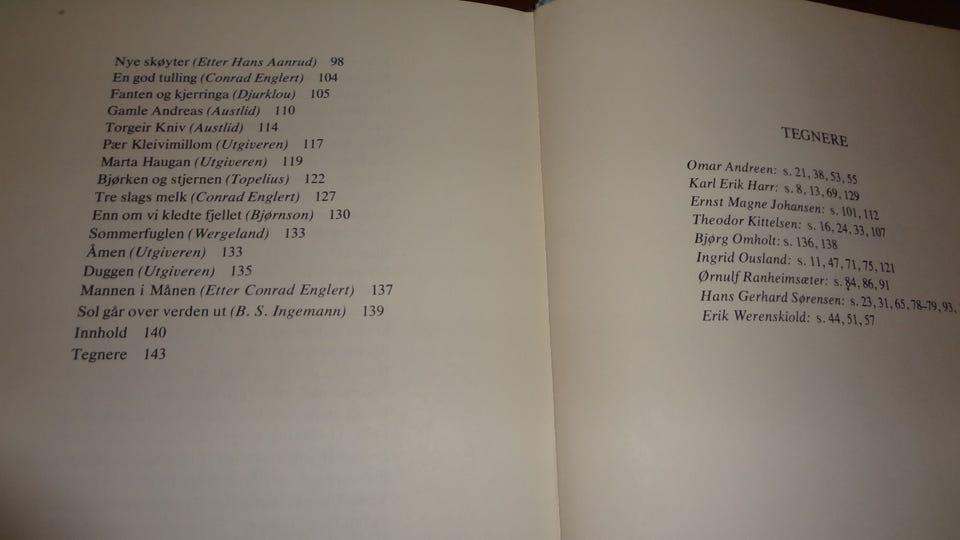 Nye skøyter (Etter Hans Aanrud) 98
En god tulling (Conrad Englert) 104
Fanten og kjerringa (Djurklou) 105
Gamle Andreas (Austlid) 110
Torgeir Kniv (Austlid) 114
Pær Kleivimillom (Utgiveren) 117
Marta Haugan (Utgiveren) 119
Bjørken og stjernen (Topelius) 122
Tre slags melk (Conrad Englert) 127
Enn om vi kledte fjellet (Bjørnson) 130
Sommerfuglen (Wergeland) 133
Åmen (Utgiveren) 133
Duggen (Utgiveren) 135
Mannen i Månen (Etter Conrad Englert) 137
Sol går over verden ut (B. S. Ingemann) 139
Innhold 140
Tegnere 143
TEGNERE
Omar Andreen: s. 21, 38, 53, 55
Karl Erik Harr: s. 8, 13, 69, 129
Ernst Magne Johansen: s. 101, 112
Theodor Kittelsen: s. 16, 24, 33, 107
Bjørg Omholt: s. 136, 138
Ingrid Ousland: s. 11, 47, 71, 75, 121
Ørnulf Ranheimsæter: s. 84, 86, 91
Hans Gerhard Sørensen: s. 23, 31, 65, 78–79, 93,
Erik Werenskiold: s. 44, 51, 57